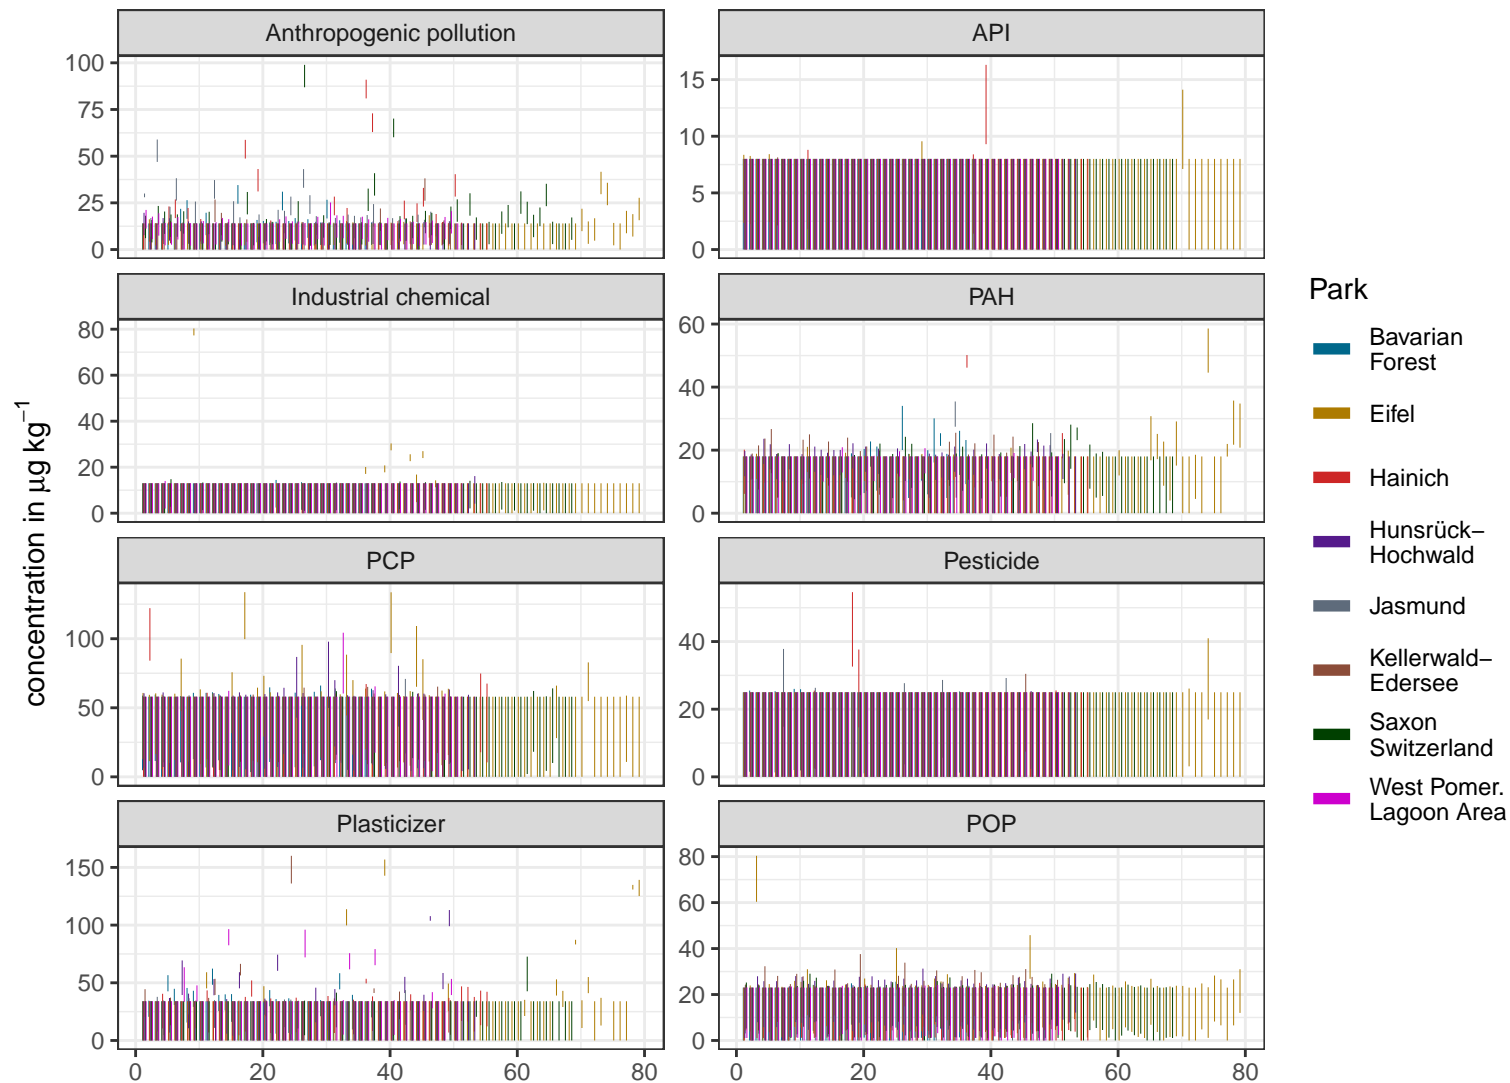 Anthropogenic pollution
100
75
50
25
0
API
15
10
5
0
Industrial chemical
80
60
40
20
0
PAH
60
40
20
0
PCP
100
50
0
Pesticide
40
20
0
Plasticizer
150
100
50
0
0 20 40 60 80
POP
80
60
40
20
0
0 20 40 60 80
concentration in µg kg⁻¹
Park
Bavarian
Forest
Eifel
Hainich
Hunsrück−
Hochwald
Jasmund
Kellerwald−
Edersee
Saxon
Switzerland
West Pomer.
Lagoon Area